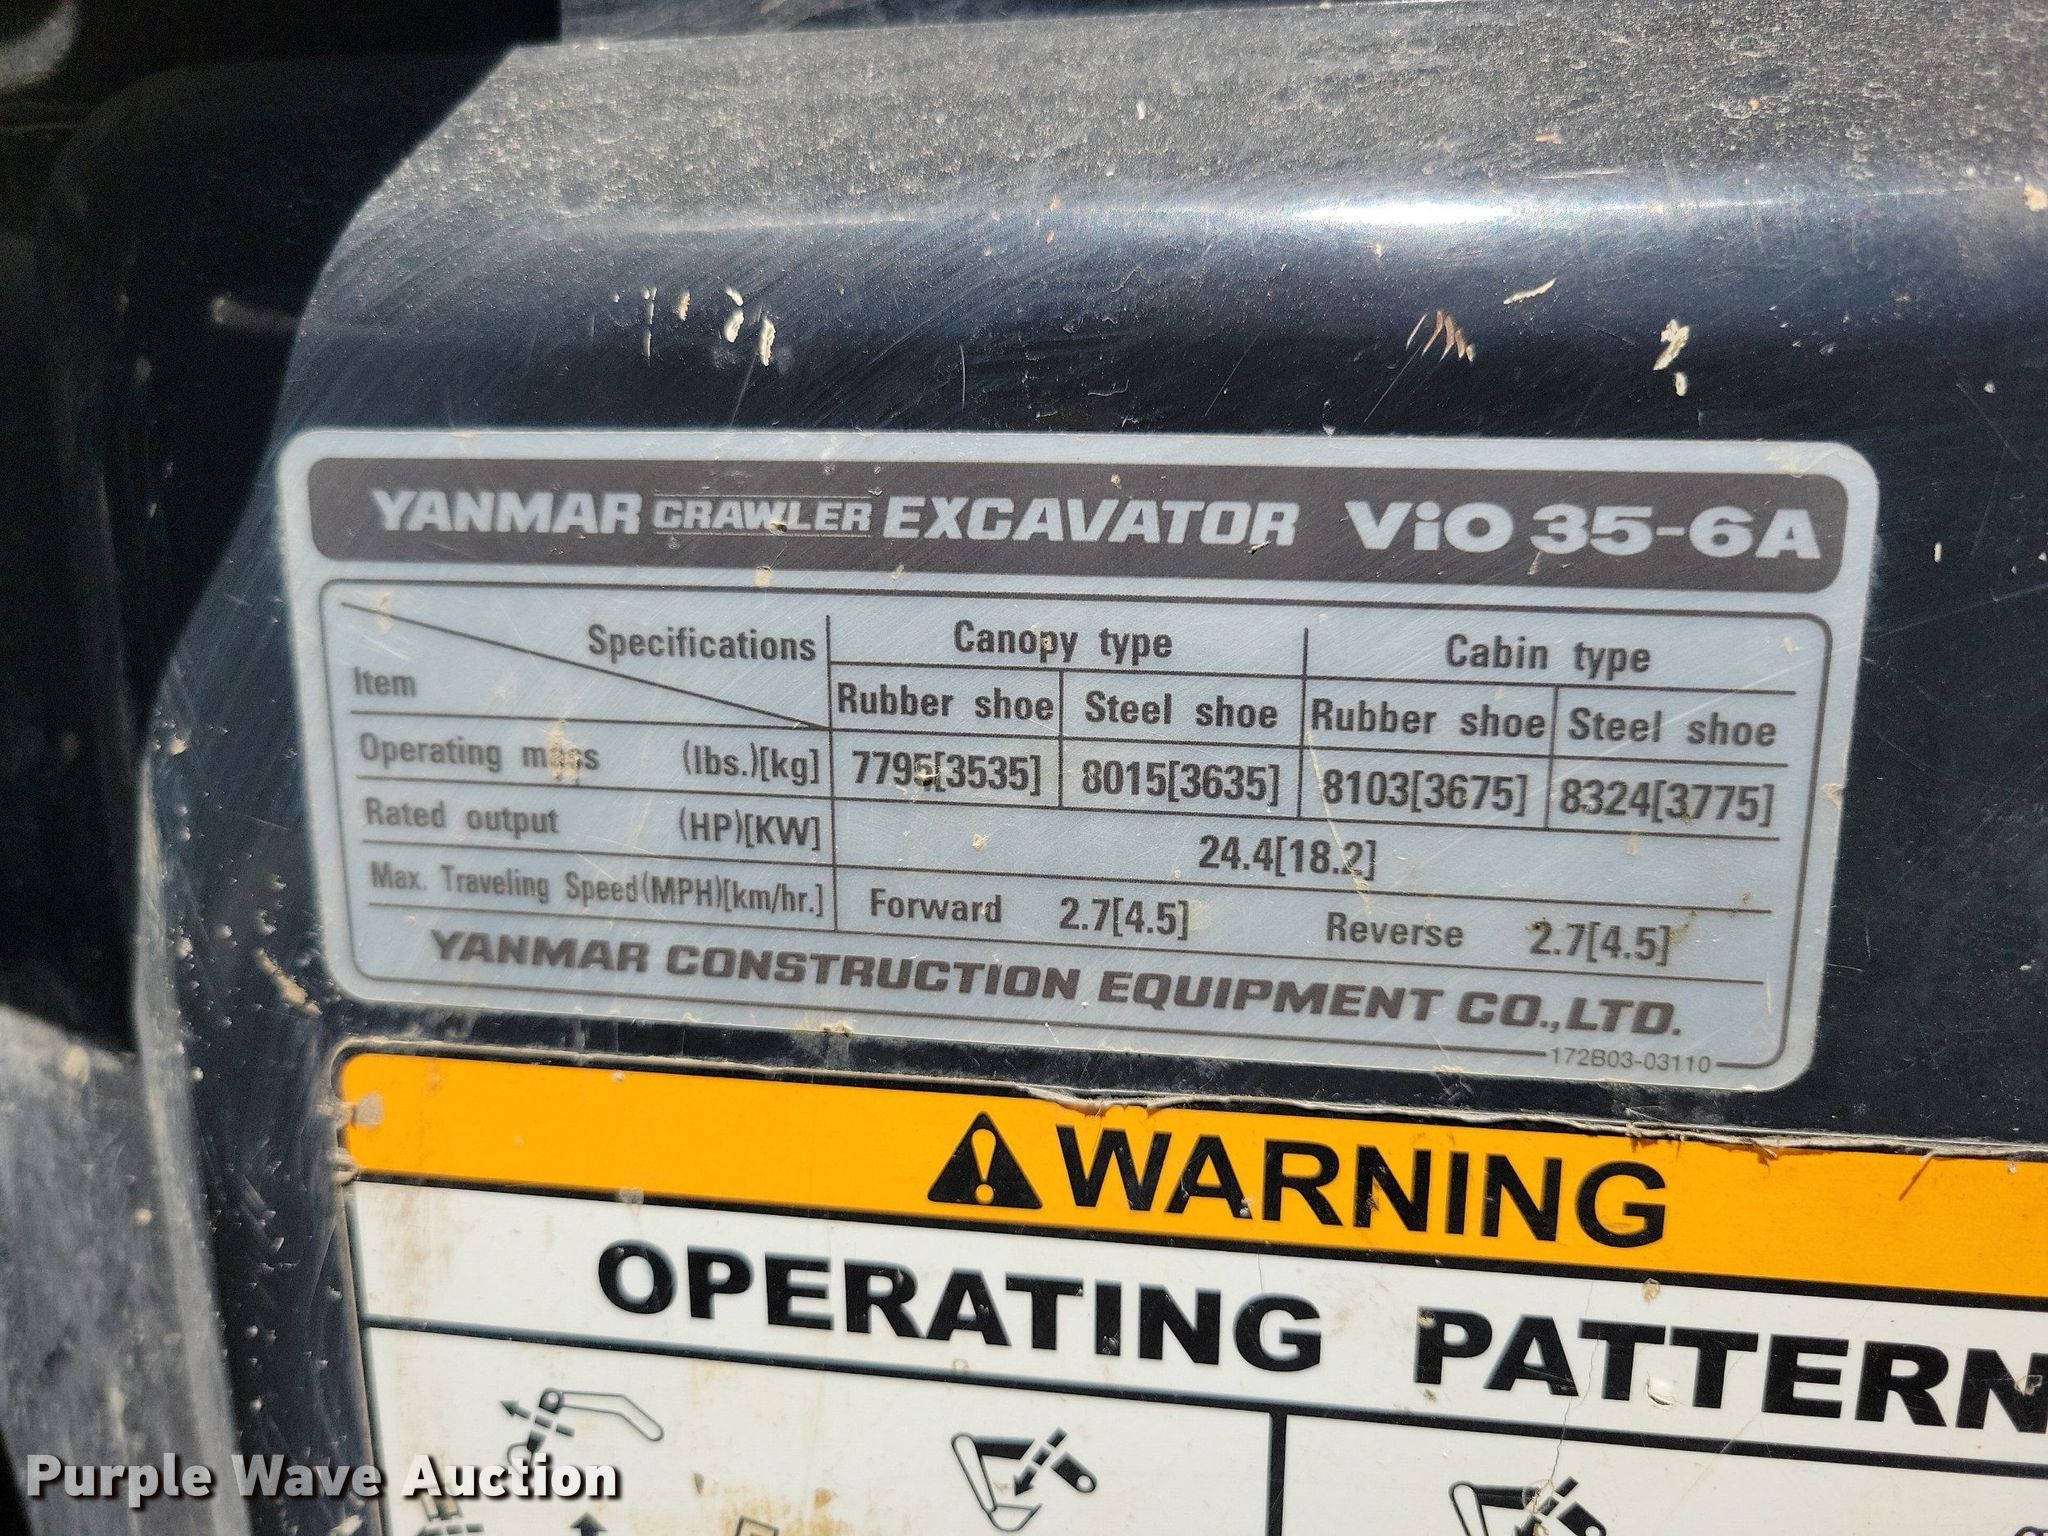 YANMAR CRAWLER EXCAVATOR ViO 35-6A
Specifications Canopy type Cabin type
Item Rubber shoe Steel shoe Rubber shoe Steel shoe
Operating mass (lbs.)[kg] 7795[3535] 8015[3635] 8103[3675] 8324[3775]
Rated output (HP)[KW] 24.4[18.2]
Max. Traveling Speed(MPH)[km/hr.] Forward 2.7[4.5] Reverse 2.7[4.5]
YANMAR CONSTRUCTION EQUIPMENT CO.,LTD.
172B03-03110
WARNING
OPERATING PATTERN
Purple Wave Auction